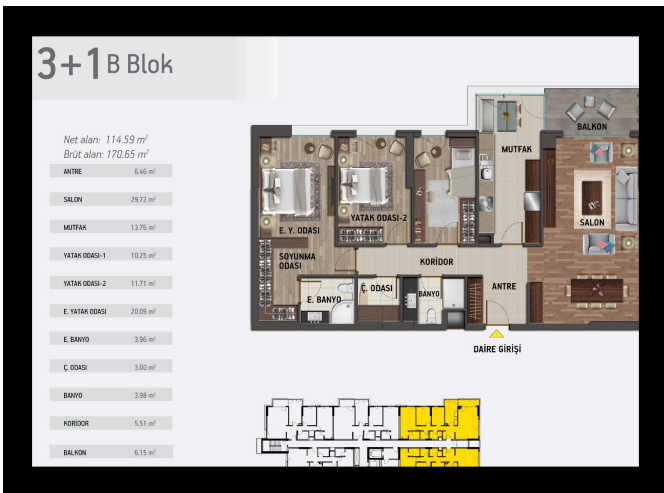 3+1 B Blok
Net alan: 114.59 m²
Brüt alan: 170.65 m²
ANTRE 6.46 m²
SALON 29.72 m²
MUTFAK 13.76 m²
YATAK ODASI-1 10.25 m²
YATAK ODASI-2 11.71 m²
E. YATAK ODASI 20.09 m²
E. BANYO 3.96 m²
Ç. ODASI 3.00 m²
BANYO 3.98 m²
KORİDOR 5.51 m²
BALKON 6.15 m²
BALKON
MUTFAK
YATAK ODASI-2
SALON
E. Y. ODASI
SOYUNMA
ODASI
KORİDOR
E. BANYO
Ç. ODASI
BANYO
ANTRE
DAİRE GİRİŞİ